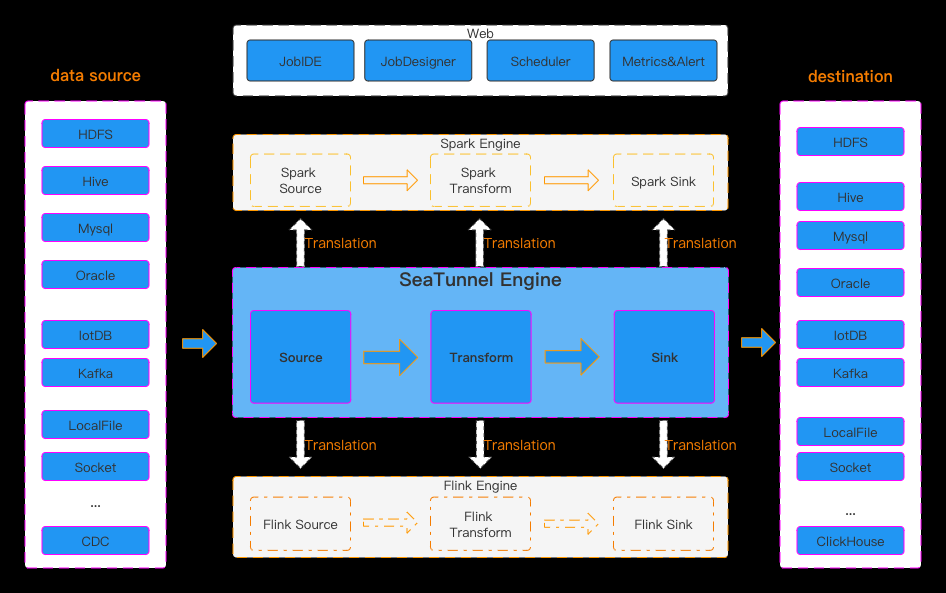 Web
JobIDE
JobDesigner
Scheduler
Metrics&Alert
data source
HDFS
Hive
Mysql
Oracle
IotDB
Kafka
LocalFile
Socket
...
CDC
Spark Engine
Spark
Source
Spark
Transform
Spark Sink
Translation
Translation
Translation
SeaTunnel Engine
Source
Transform
Sink
Translation
Translation
Translation
Flink Engine
Flink Source
Flink
Transform
Flink Sink
destination
HDFS
Hive
Mysql
Oracle
IotDB
Kafka
LocalFile
Socket
...
ClickHouse